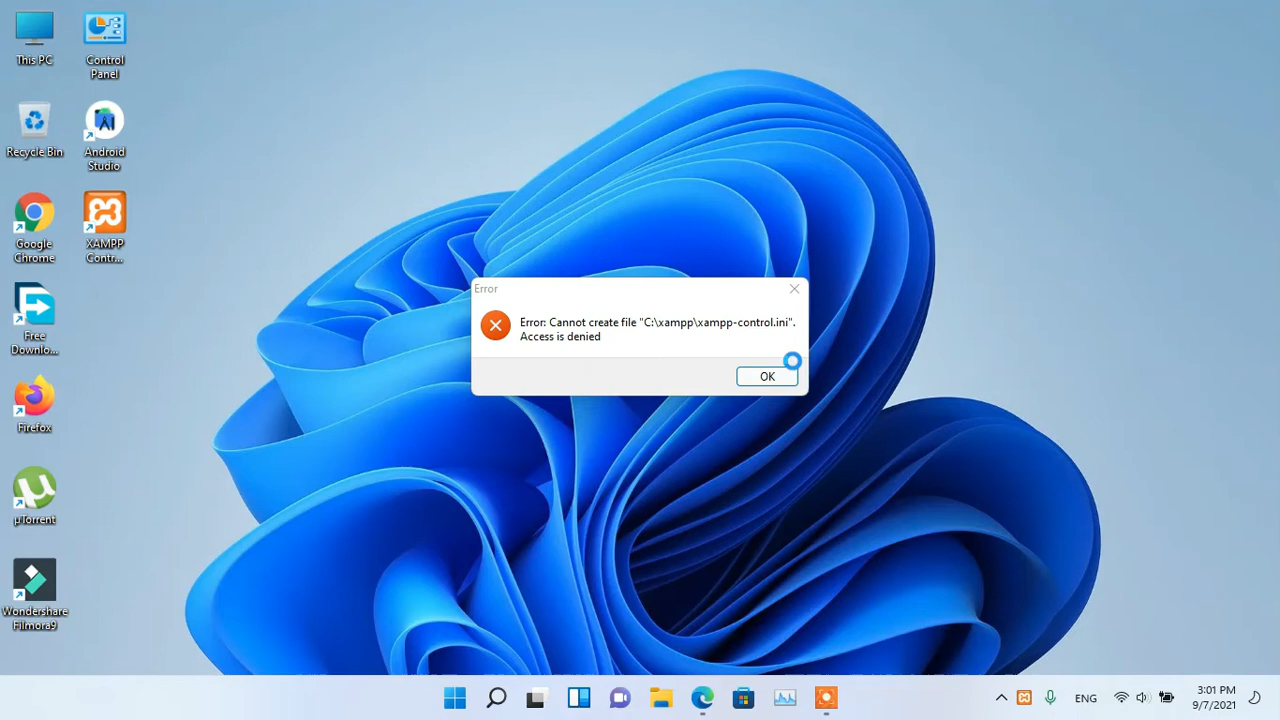 This PC
Control
Panel
Recycle Bin
Android
Studio
Google
Chrome
XAMPP
Contr...
Free
Downlo...
Firefox
µTorrent
Wondershare
Filmora9
Error
Error: Cannot create file "C:\xampp\xampp-control.ini".
Access is denied
OK
ENG
3:01 PM
9/7/2021